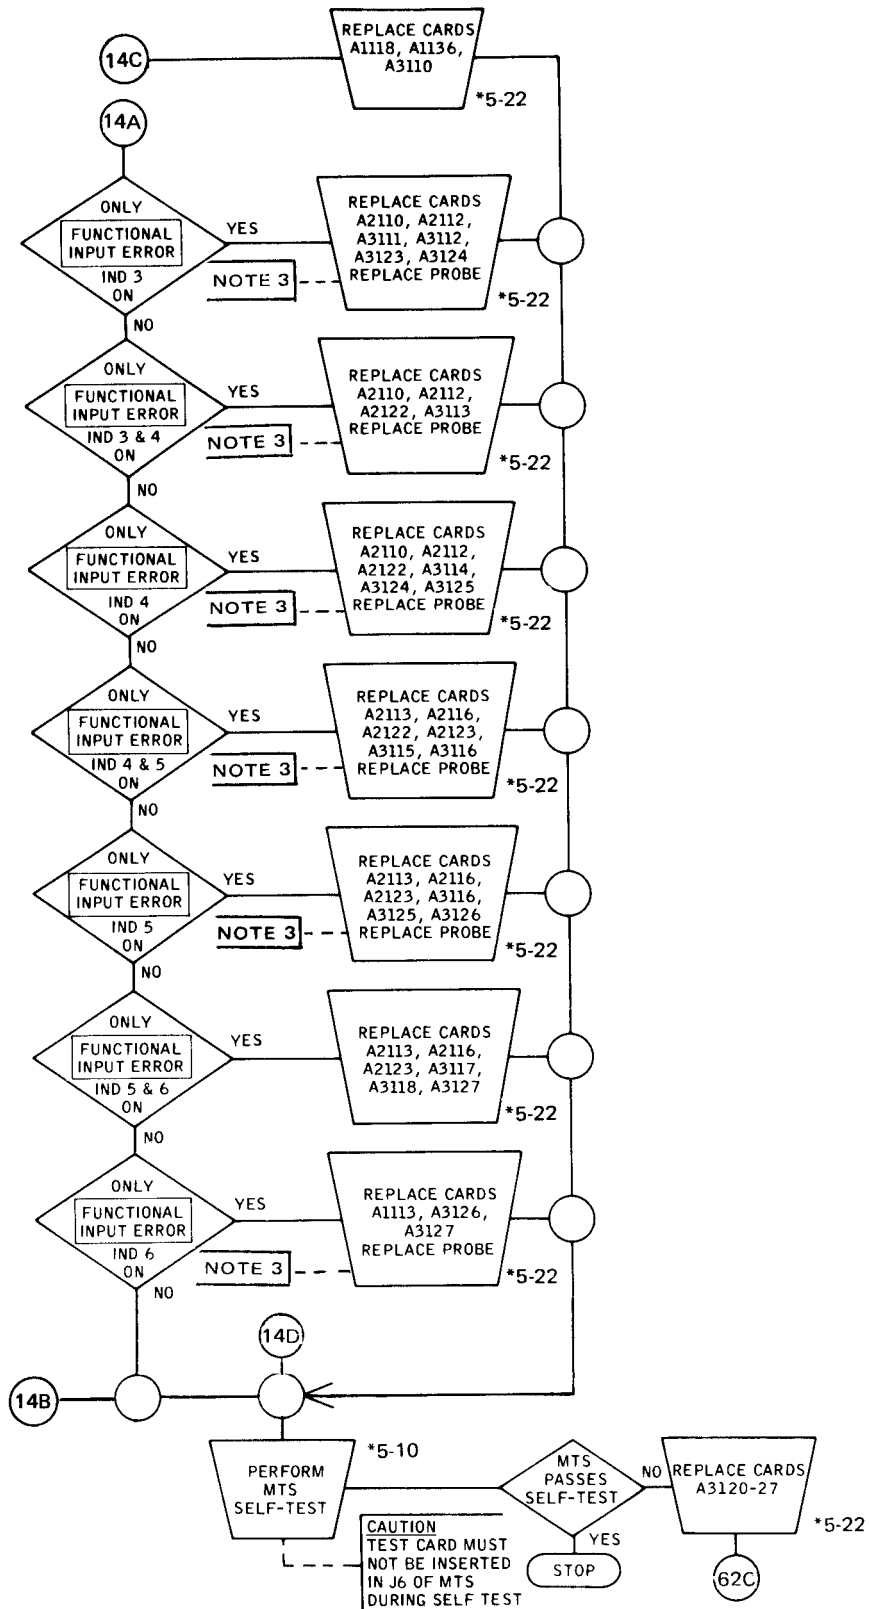 14C
REPLACE CARDS
A1118, A1136,
A3110
*5-22
14A
ONLY
FUNCTIONAL
INPUT ERROR
IND 3
ON
YES
NOTE 3
REPLACE CARDS
A2110, A2112,
A3111, A3112,
A3123, A3124
REPLACE PROBE
*5-22
NO
ONLY
FUNCTIONAL
INPUT ERROR
IND 3 & 4
ON
YES
NOTE 3
REPLACE CARDS
A2110, A2112,
A2122, A3113
REPLACE PROBE
*5-22
NO
ONLY
FUNCTIONAL
INPUT ERROR
IND 4
ON
YES
NOTE 3
REPLACE CARDS
A2110, A2112,
A2122, A3114,
A3124, A3125
REPLACE PROBE
*5-22
NO
ONLY
FUNCTIONAL
INPUT ERROR
IND 4 & 5
ON
YES
NOTE 3
REPLACE CARDS
A2113, A2116,
A2122, A2123,
A3115, A3116
REPLACE PROBE
*5-22
NO
ONLY
FUNCTIONAL
INPUT ERROR
IND 5
ON
YES
NOTE 3
REPLACE CARDS
A2113, A2116,
A2123, A3116,
A3125, A3126
REPLACE PROBE
*5-22
NO
ONLY
FUNCTIONAL
INPUT ERROR
IND 5 & 6
ON
YES
REPLACE CARDS
A2113, A2116,
A2123, A3117,
A3118, A3127
*5-22
NO
ONLY
FUNCTIONAL
INPUT ERROR
IND 6
ON
YES
NOTE 3
REPLACE CARDS
A1113, A3126,
A3127
REPLACE PROBE
*5-22
NO
14D
14B
PERFORM
MTS
SELF-TEST
*5-10
CAUTION
TEST CARD MUST
NOT BE INSERTED
IN J6 OF MTS
DURING SELF TEST
MTS
PASSES
SELF-TEST
NO
YES
STOP
REPLACE CARDS
A3120-27
*5-22
62C